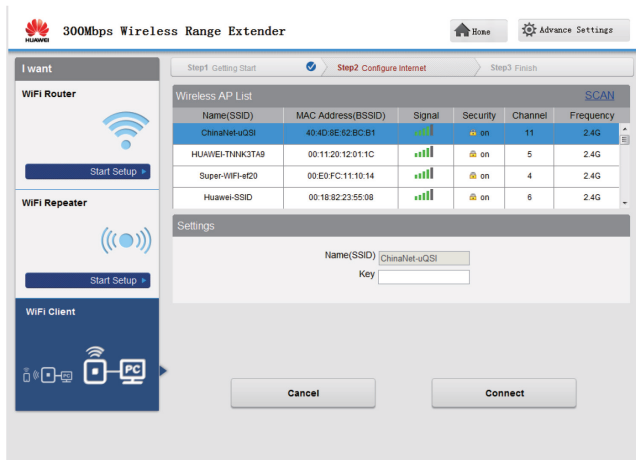 HUAWEI
300Mbps Wireless Range Extender
Home
Advance Settings
I want
WiFi Router
Start Setup
WiFi Repeater
Start Setup
WiFi Client
PC
PC
Step1 Getting Start
Step2 Configure Internet
Step3 Finish
Wireless AP List
SCAN
Name(SSID) MAC Address(BSSID) Signal Security Channel Frequency
ChinaNet-uQSI 40:4D:8E:62:BC:B1 on 11 2.4G
HUAWEI-TNNK3TA9 00:11:20:12:01:1C on 5 2.4G
Super-WIFI-ef20 00:E0:FC:11:10:14 on 4 2.4G
Huawei-SSID 00:18:82:23:55:08 on 6 2.4G
Settings
Name(SSID) ChinaNet-uQSI
Key
Cancel
Connect